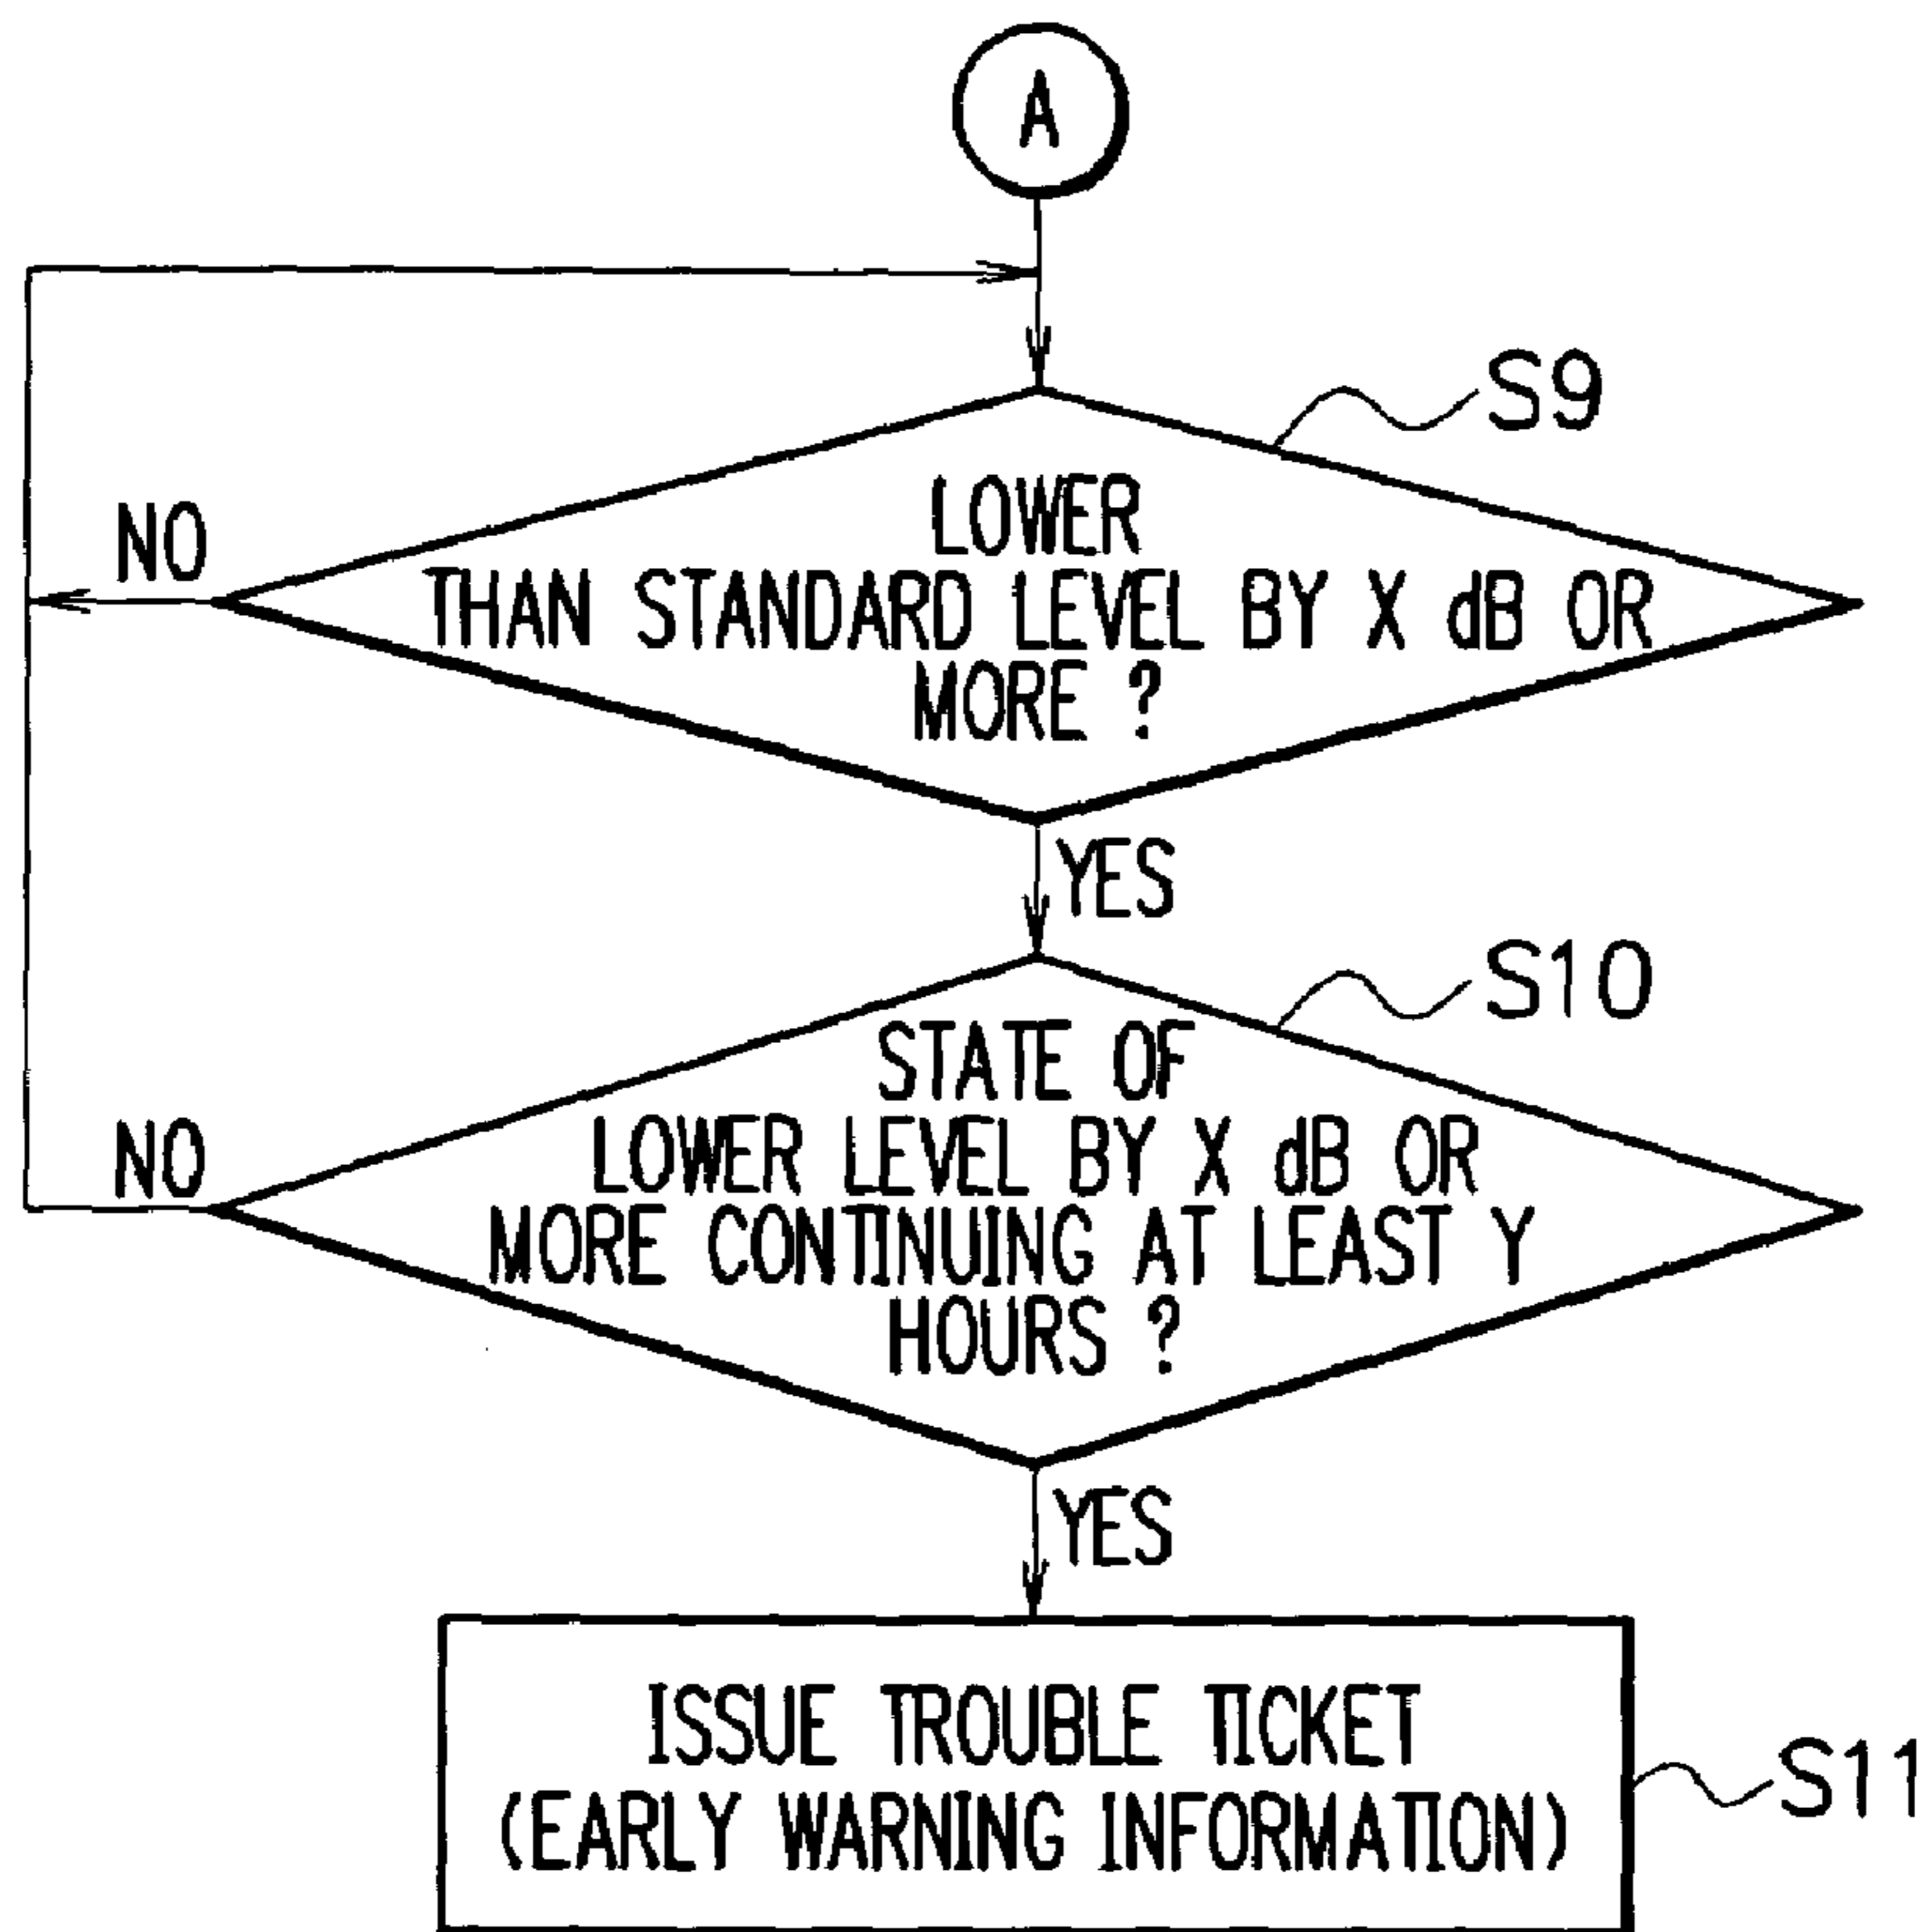 A
S9
LOWER
THAN STANDARD LEVEL BY X dB OR
MORE ?
NO
YES
S10
STATE OF
LOWER LEVEL BY X dB OR
MORE CONTINUING AT LEAST Y
HOURS ?
NO
YES
ISSUE TROUBLE TICKET
(EARLY WARNING INFORMATION)
S11